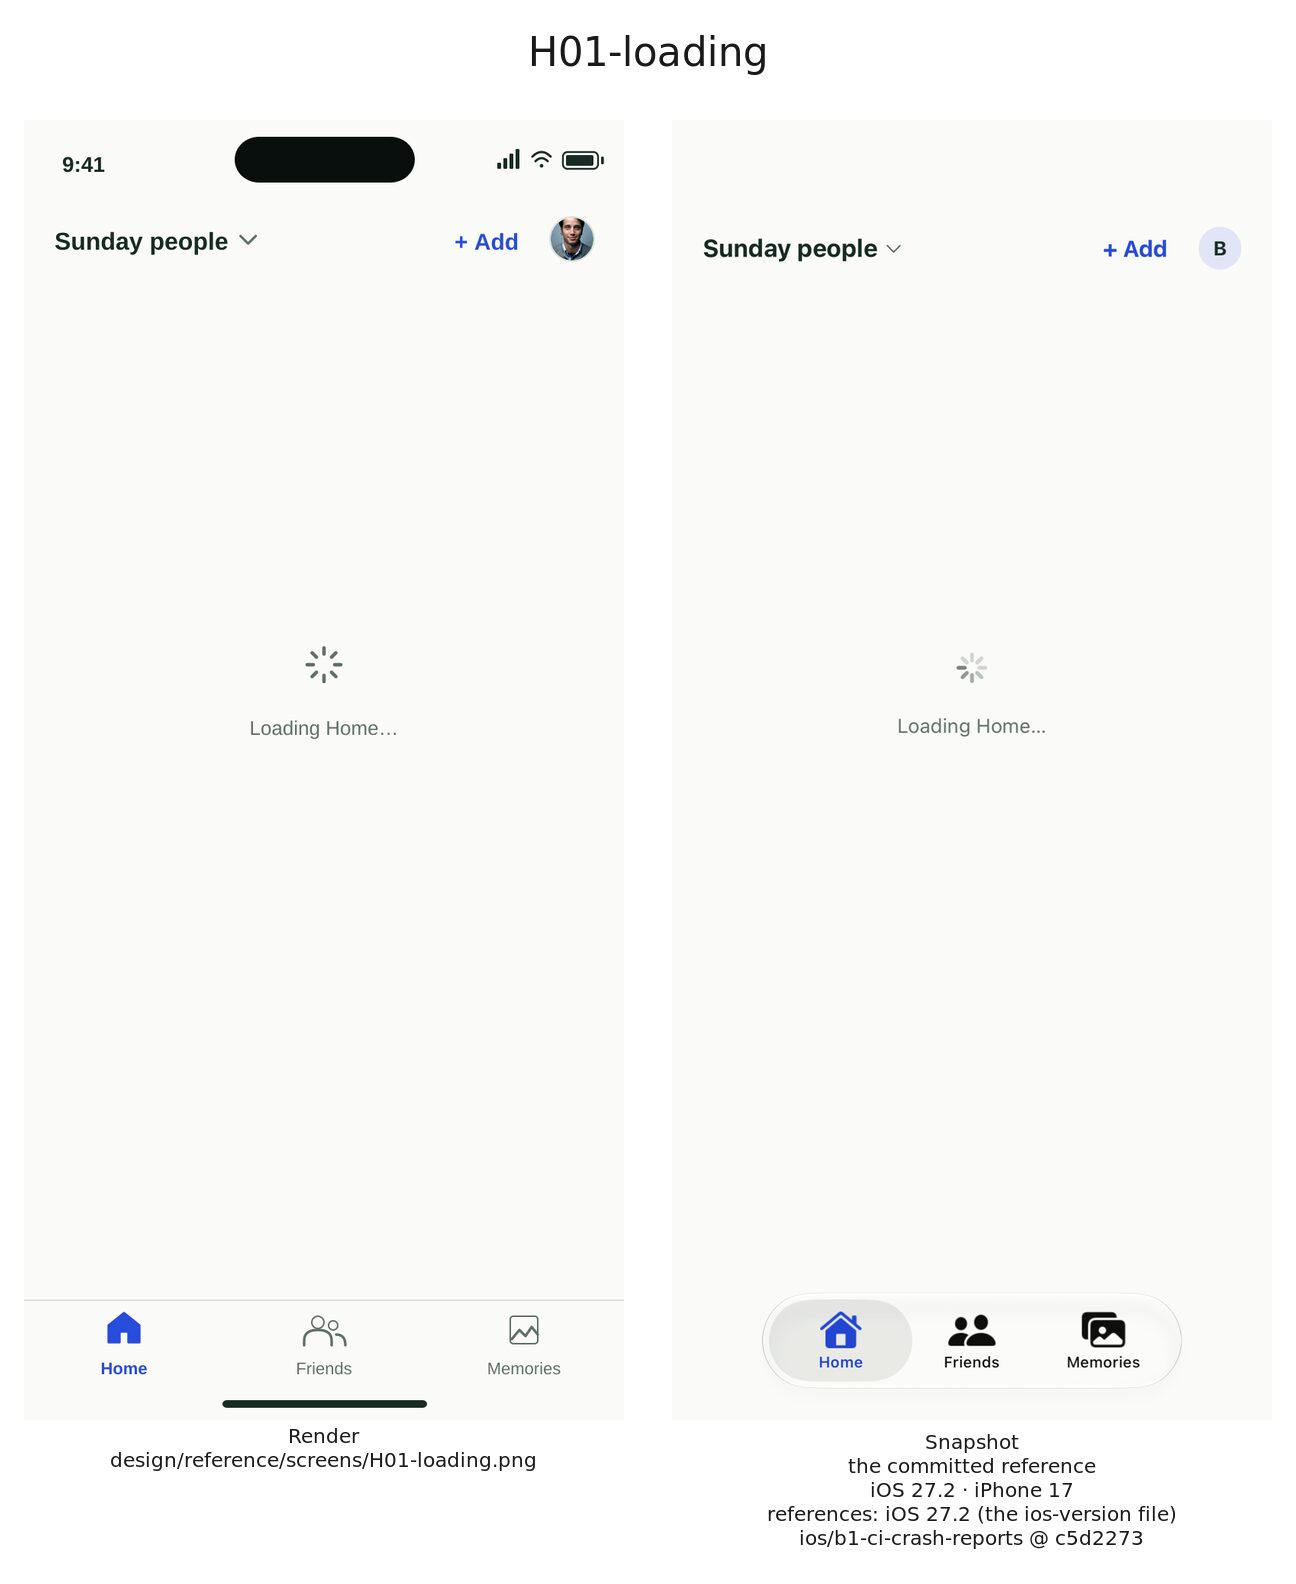 H01-loading
9:41
Sunday people
+ Add
Loading Home…
Home
Friends
Memories
Render
design/reference/screens/H01-loading.png
Sunday people
+ Add
B
Loading Home...
Home
Friends
Memories
Snapshot
the committed reference
iOS 27.2 · iPhone 17
references: iOS 27.2 (the ios-version file)
ios/b1-ci-crash-reports @ c5d2273